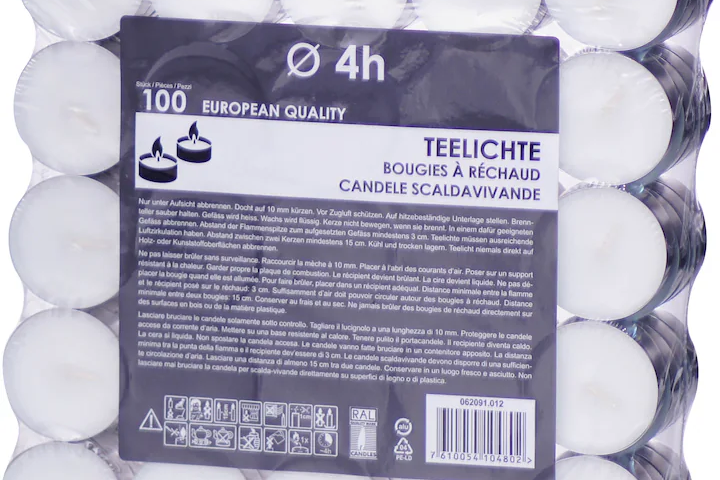 Ø 4h
Stück / Pièces / Pezzi
100 EUROPEAN QUALITY
TEELICHTE
BOUGIES À RÉCHAUD
CANDELE SCALDAVIVANDE
Nur unter Aufsicht abbrennen. Docht auf 10 mm kürzen. Vor Zugluft schützen. Auf hitzebeständige Unterlage stellen. Brenn-
teller sauber halten. Gefäss wird heiss. Wachs wird flüssig. Kerze nicht bewegen, wenn sie brennt. In einem dafür geeigneten
Gefäss abbrennen. Abstand der Flammenspitze zum aufgesetzten Gefäss mindestens 3 cm. Teelichte müssen ausreichende
Luftzirkulation haben. Abstand zwischen zwei Kerzen mindestens 15 cm. Kühl und trocken lagern. Teelicht niemals direkt auf
Holz- oder Kunststoffoberflächen abbrennen.
Ne pas laisser brûler sans surveillance. Raccourcir la mèche à 10 mm. Placer à l'abri des courants d'air. Poser sur un support
résistant à la chaleur. Garder propre la plaque de combustion. Le récipient devient brûlant. La cire devient liquide. Ne pas dé-
placer la bougie quand elle est allumée. Pour faire brûler, placer dans un récipient adéquat. Distance minimale entre la flamme
et le récipient posé sur le réchaud: 3 cm. Suffisamment d'air doit pouvoir circuler autour des bougies à réchaud. Distance
minimale entre deux bougies: 15 cm. Conserver au frais et au sec. Ne jamais brûler des bougies de réchaud directement sur
des surfaces en bois ou de la matière plastique.
Lasciare bruciare le candele solamente sotto controllo. Tagliare il lucignolo a una lunghezza di 10 mm. Proteggere le candele
accese da corrente d'aria. Mettere su una base resistente al calore. Tenere pulito il portacandele. Il recipiente diventa caldo.
La cera si liquida. Non spostare la candela accesa. Le candele vanno fatte bruciare in un contenitore apposito. La distanza
minima tra la punta della fiamma e il recipiente dev'essere di 3 cm. Le candele scaldavivande devono disporre di una sufficien-
te circolazione d'aria. Lasciare una distanza di almeno 15 cm tra due candele. Conservare in un luogo fresco e asciutto. Non
lasciare mai bruciare la candela per scalda-vivande direttamente su superfici di legno o di plastica.
1x
~4h
RAL
CANDLES
alu
04
PE-LD
062091.012
7 610054 104802 >